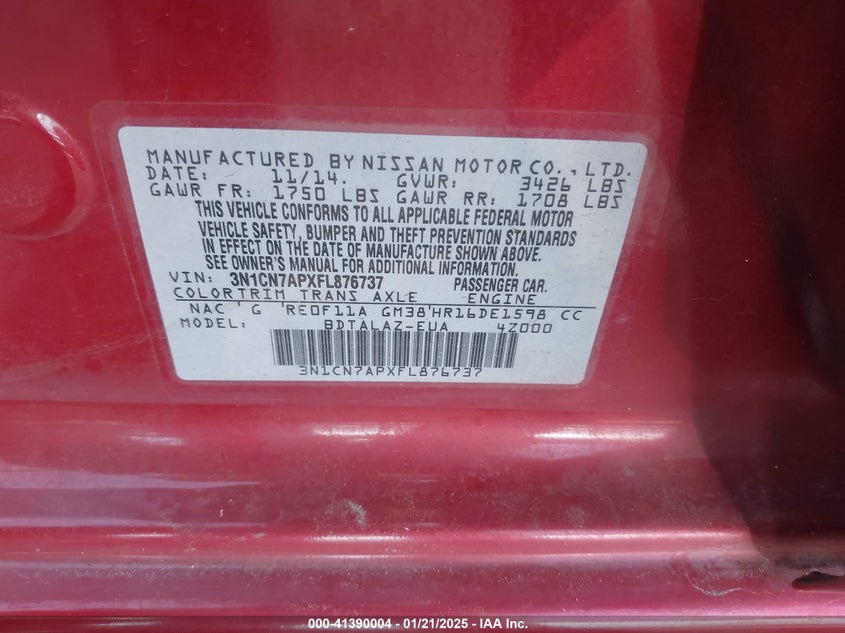 MANUFACTURED BY NISSAN MOTOR CO., LTD.
DATE: 11/14. GVWR: 3426 LBS
GAWR FR: 1750 LBS GAWR RR: 1708 LBS
THIS VEHICLE CONFORMS TO ALL APPLICABLE FEDERAL MOTOR
VEHICLE SAFETY, BUMPER AND THEFT PREVENTION STANDARDS
IN EFFECT ON THE DATE OF MANUFACTURE SHOWN ABOVE.
SEE OWNER'S MANUAL FOR ADDITIONAL INFORMATION.
VIN: 3N1CN7APXFL876737 PASSENGER CAR.
COLOR TRIM TRANS AXLE ENGINE
NAC ' G 'RE0F11A GM38'HR16DE1598 CC
MODEL: BDTALAZ-EUA 4Z000
3N1CN7APXFL876737
000-41390004 - 01/21/2025 - IAA Inc.